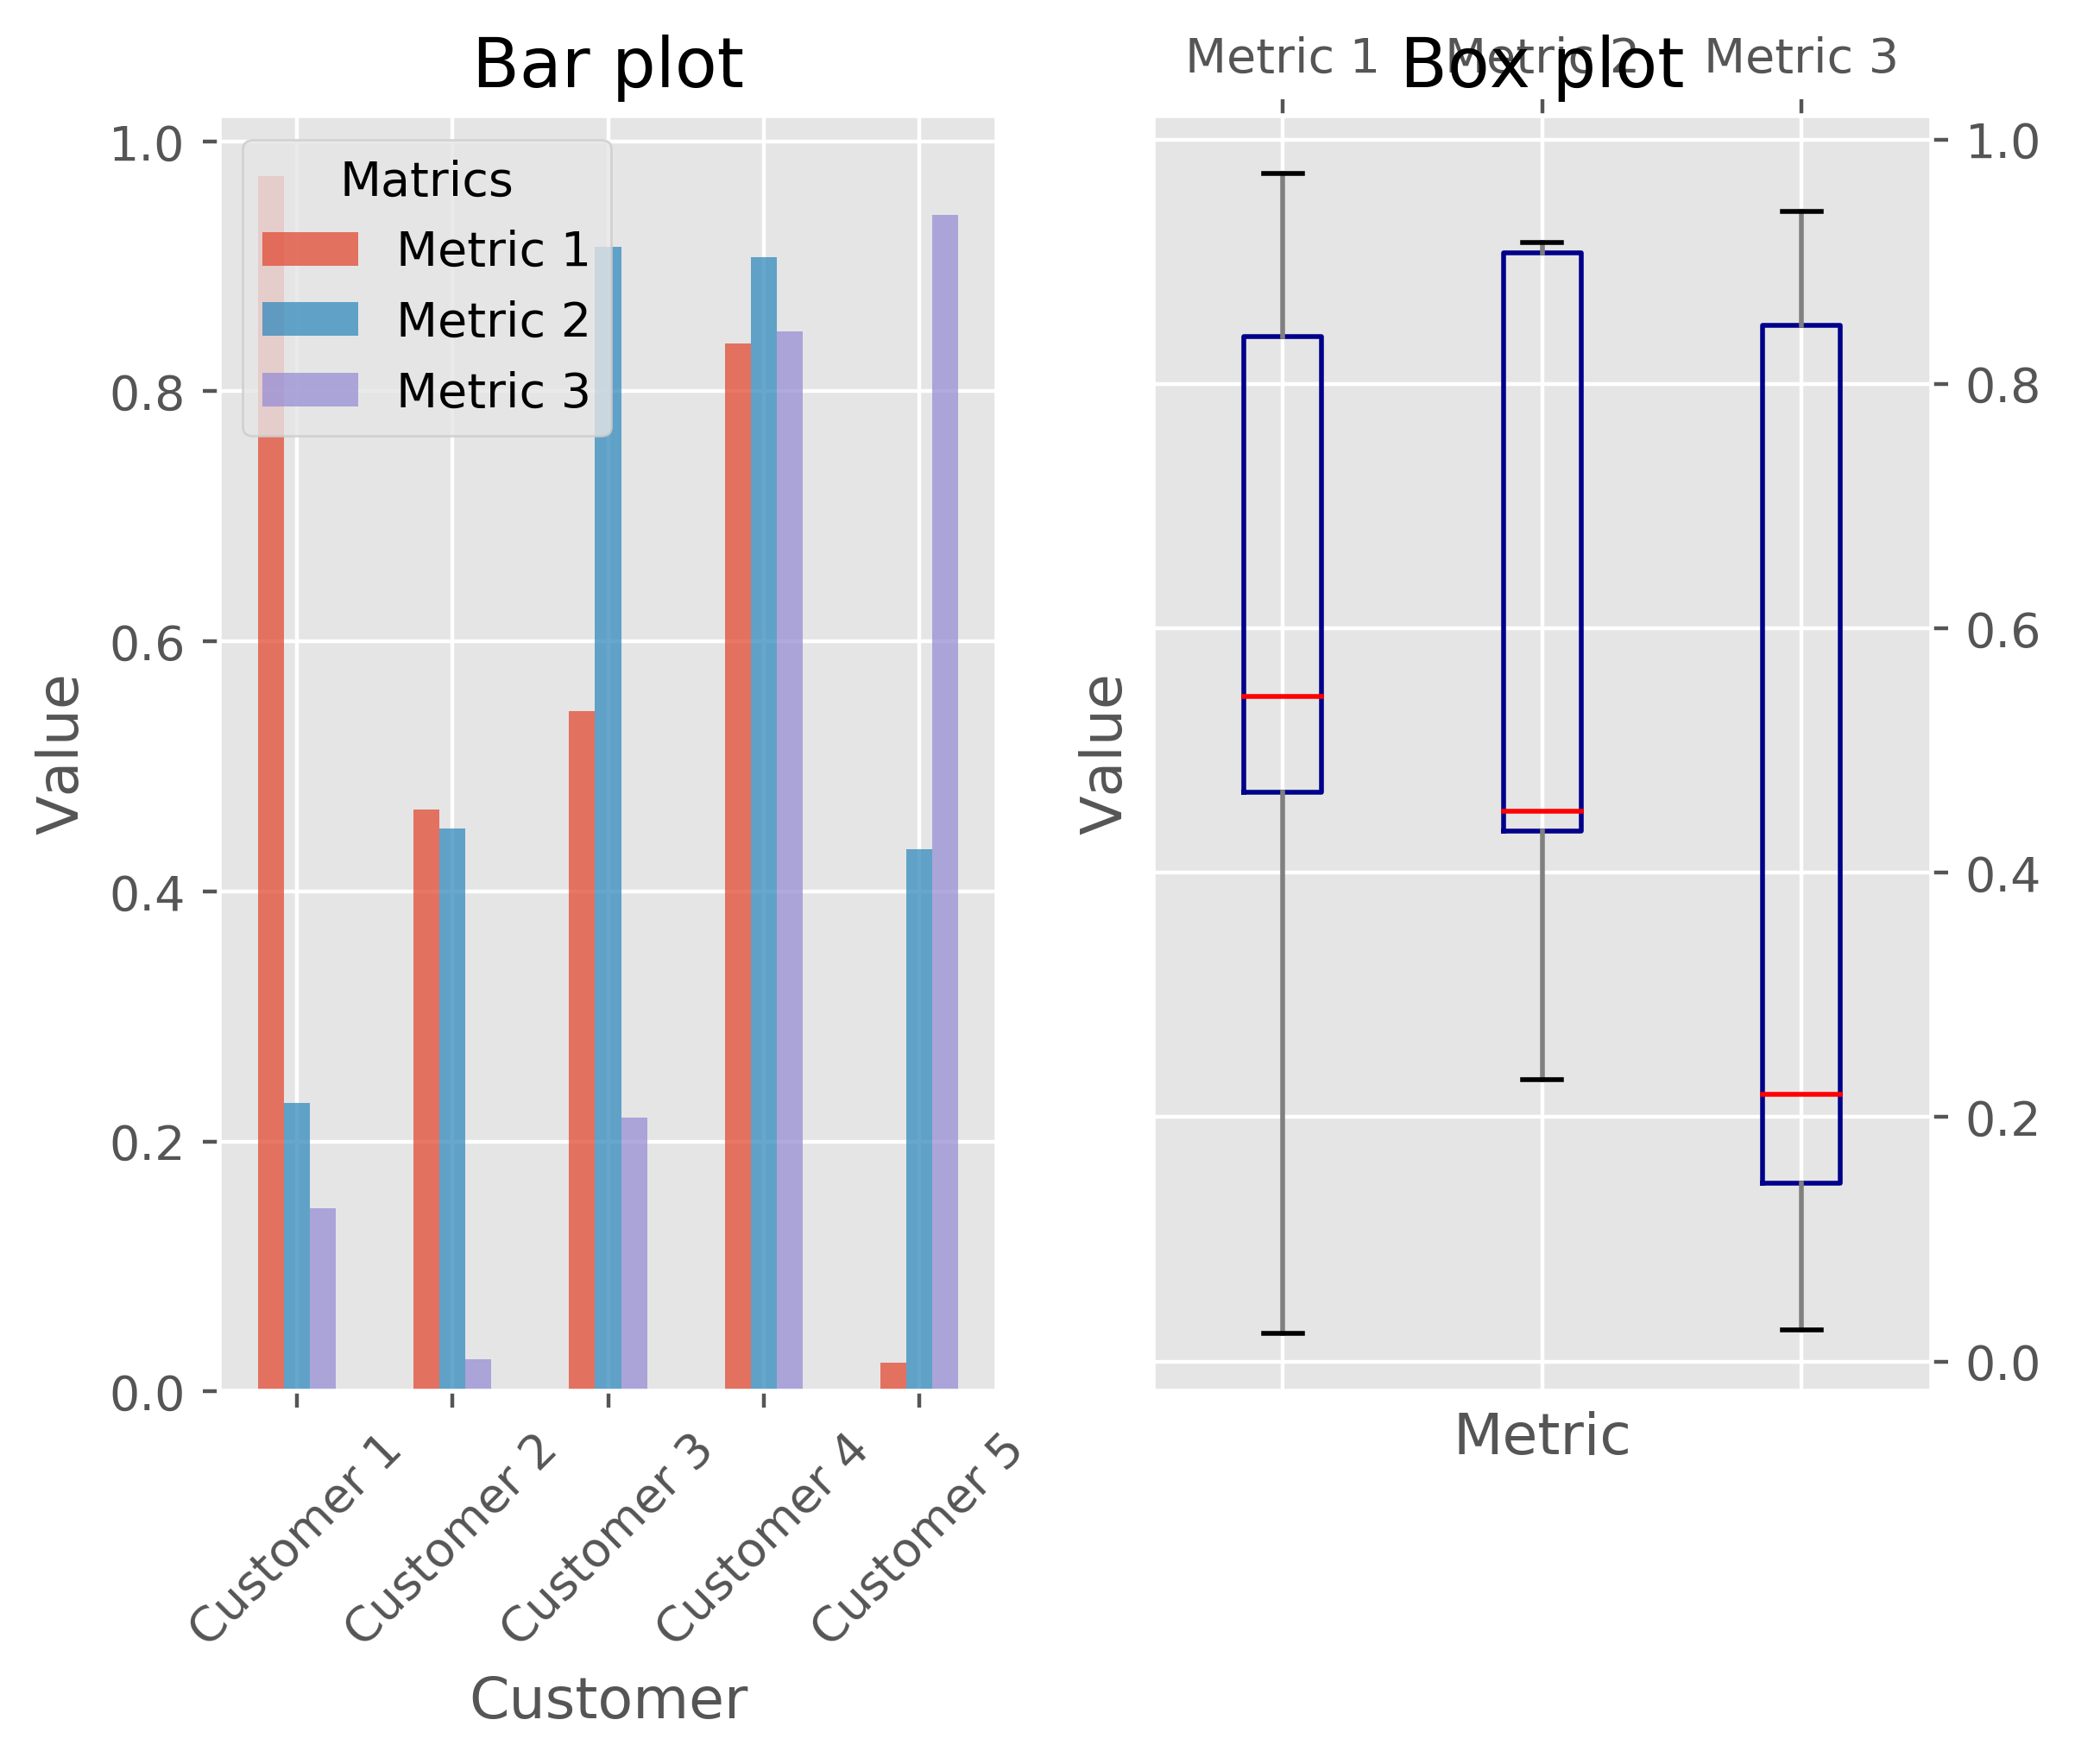 Bar plot
1.0
0.8
0.6
0.4
0.2
0.0
Value
Matrics
Metric 1
Metric 2
Metric 3
Customer 1
Customer 2
Customer 3
Customer 4
Customer 5
Customer
Box plot
Metric 1
Metric 2
Metric 3
Value
1.0
0.8
0.6
0.4
0.2
0.0
Metric